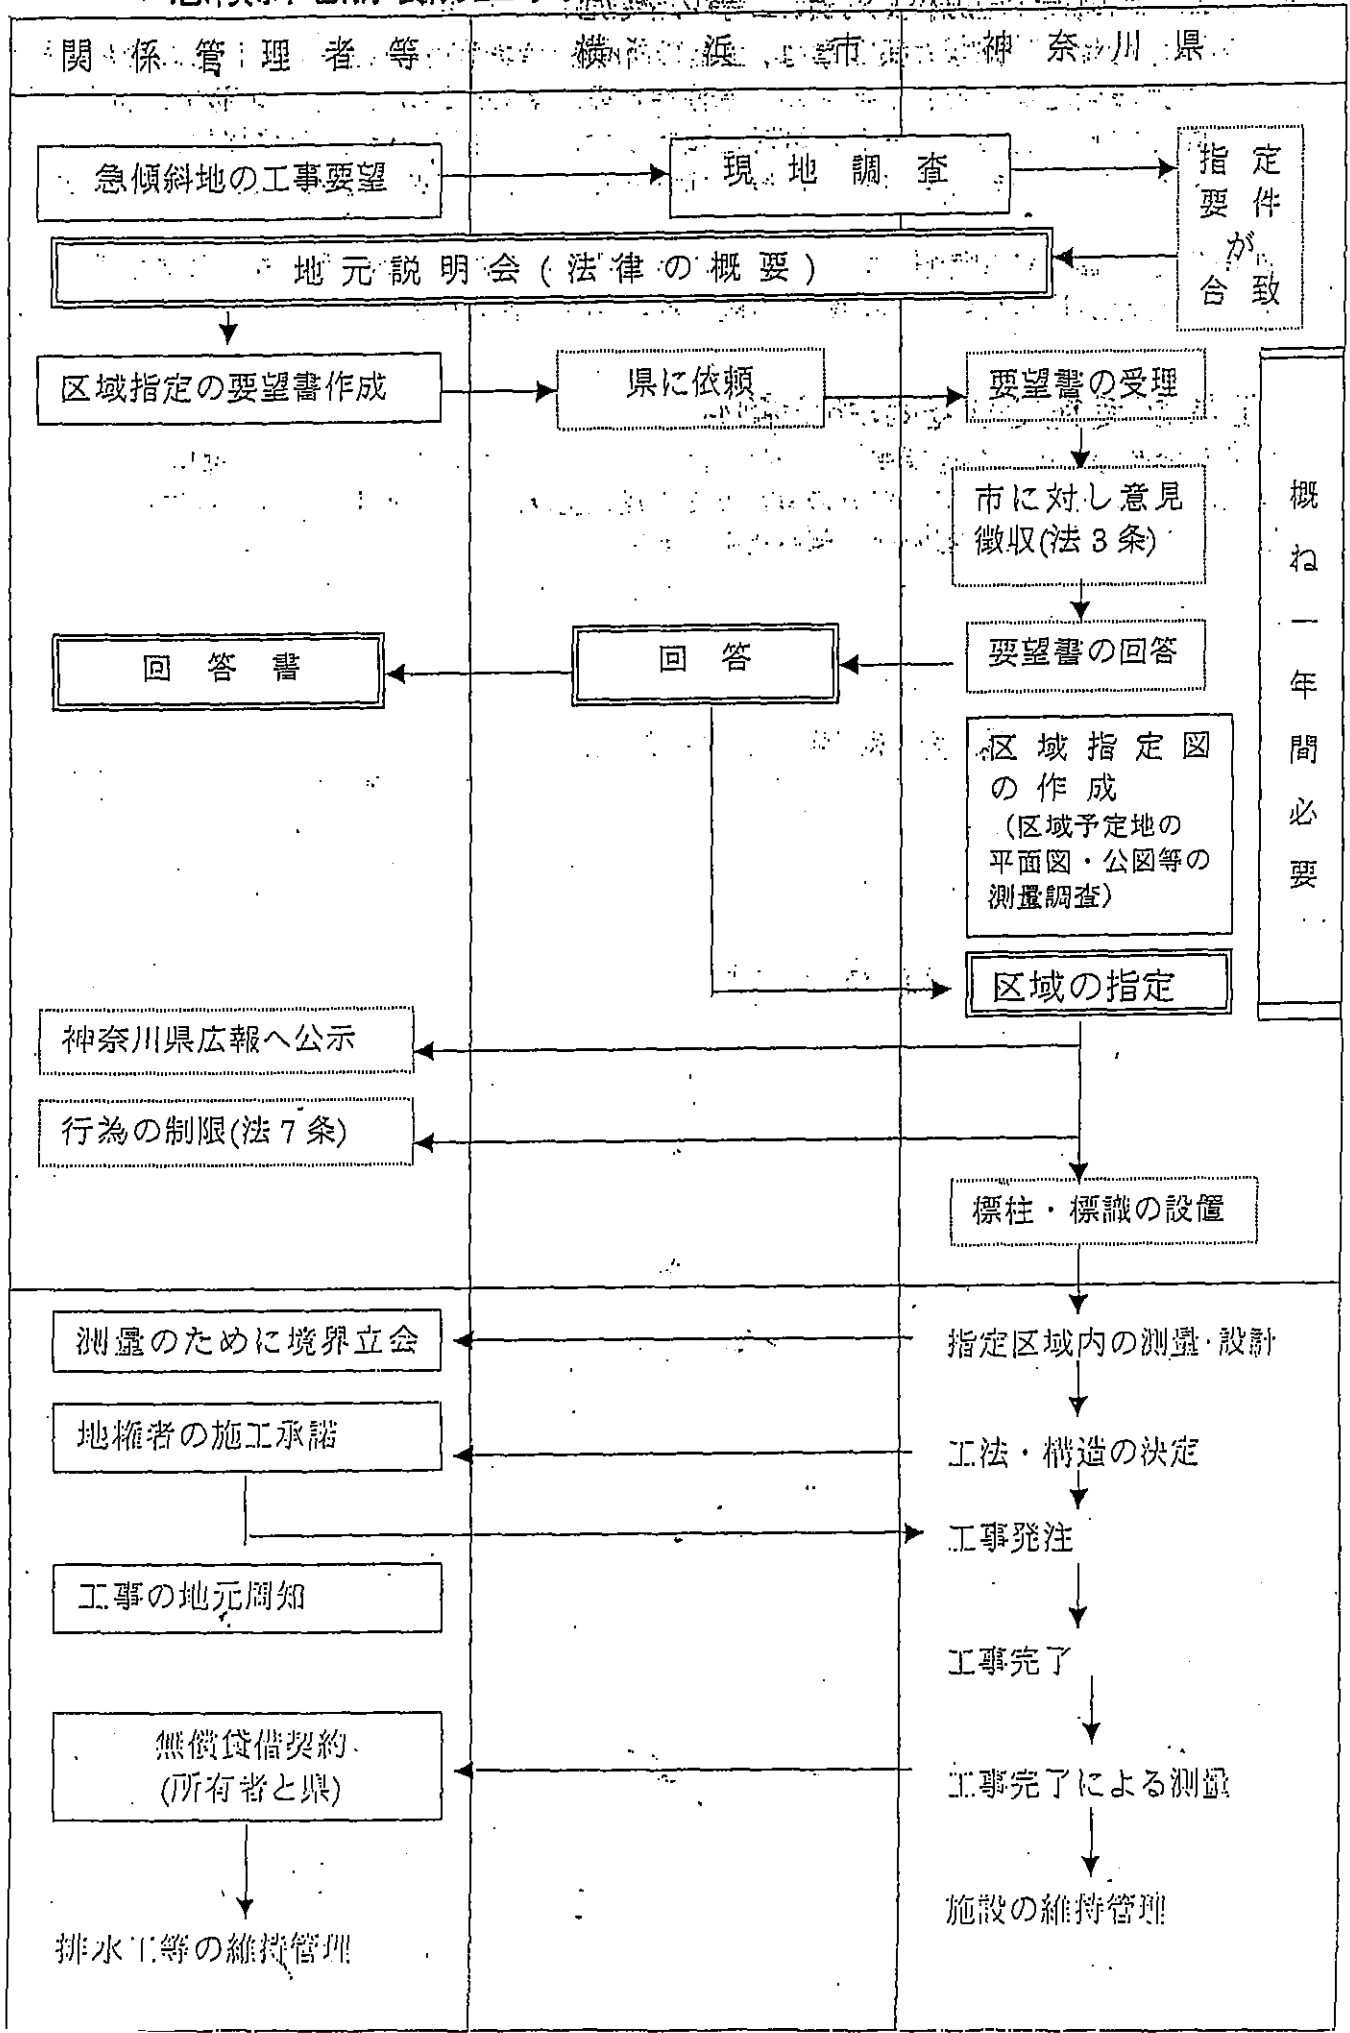 関係管理者等
横浜市
神奈川県
急傾斜地の工事要望
現地調査
指定
要件
が
合致
地元説明会(法律の概要)
区域指定の要望書作成
県に依頼
要望書の受理
市に対し意見
徴収(法3条)
概ね一年間必要
回答書
回答
要望書の回答
区域指定図
の作成
(区域予定地の
平面図・公図等の
測量調査)
区域の指定
神奈川県広報へ公示
行為の制限(法7条)
標柱・標識の設置
測量のために境界立会
指定区域内の測量・設計
地権者の施工承諾
工法・構造の決定
工事発注
工事の地元周知
工事完了
無償貸借契約
(所有者と県)
工事完了による測量
施設の維持管理
排水工等の維持管理